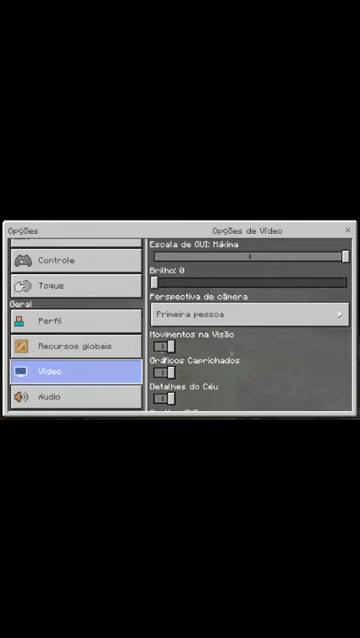 Opções
Opções de Vídeo
Controle
Toque
Geral
Perfil
Recursos globais
Vídeo
Áudio
Escala de GUI: Máxima
Brilho: 0
Perspectiva de câmera
Primeira pessoa
Movimentos na Visão
Gráficos Caprichados
Detalhes do Céu